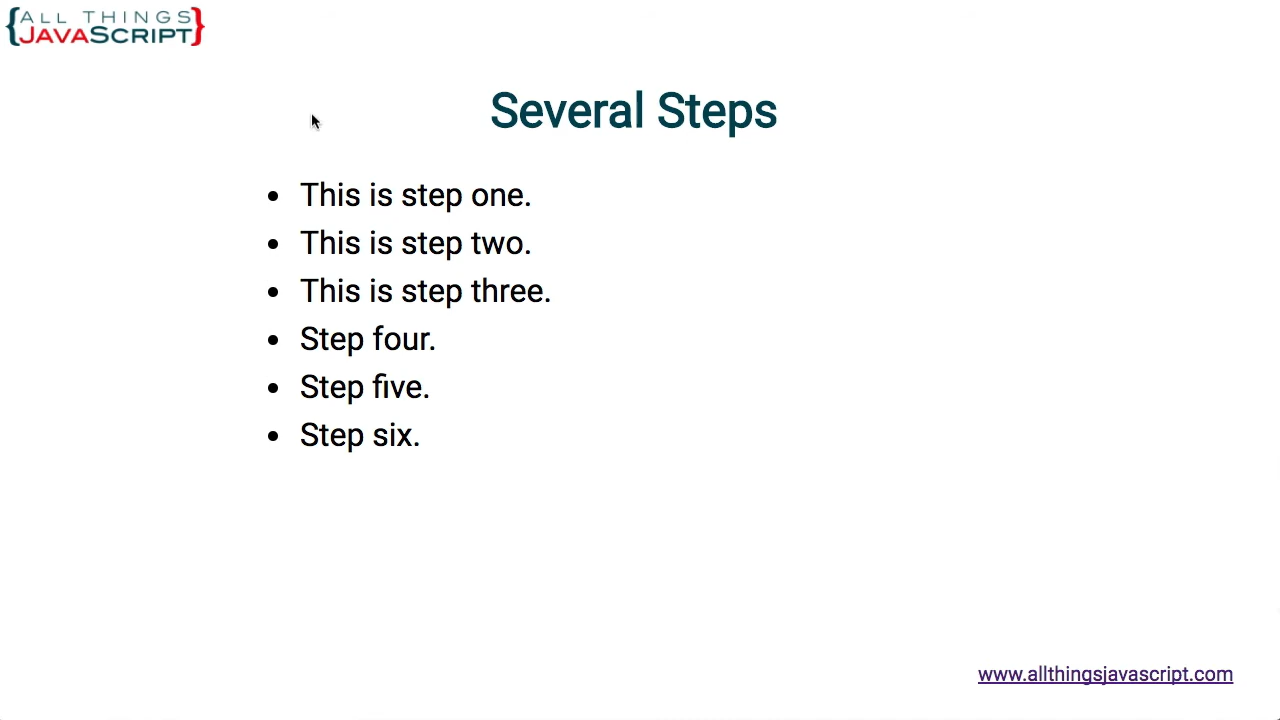 {ALL THINGS
JAVASCRIPT}
Several Steps
• This is step one.
• This is step two.
• This is step three.
• Step four.
• Step five.
• Step six.
www.allthingsjavascript.com